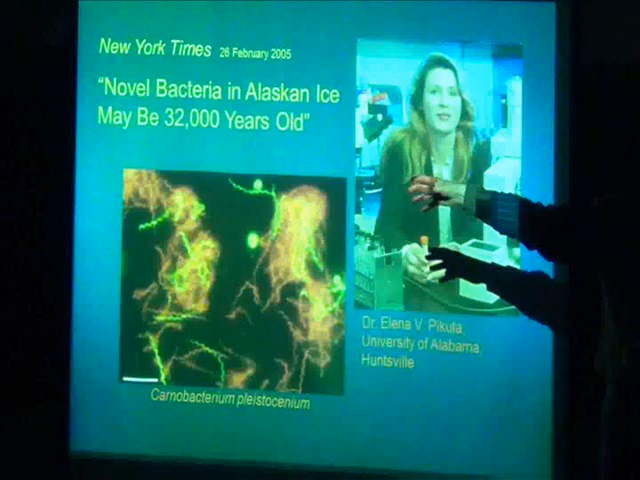 New York Times 26 February 2005
"Novel Bacteria in Alaskan Ice
May Be 32,000 Years Old"
Dr. Elena V. Pikuta,
University of Alabama,
Huntsville
Carnobacterium pleistocenium